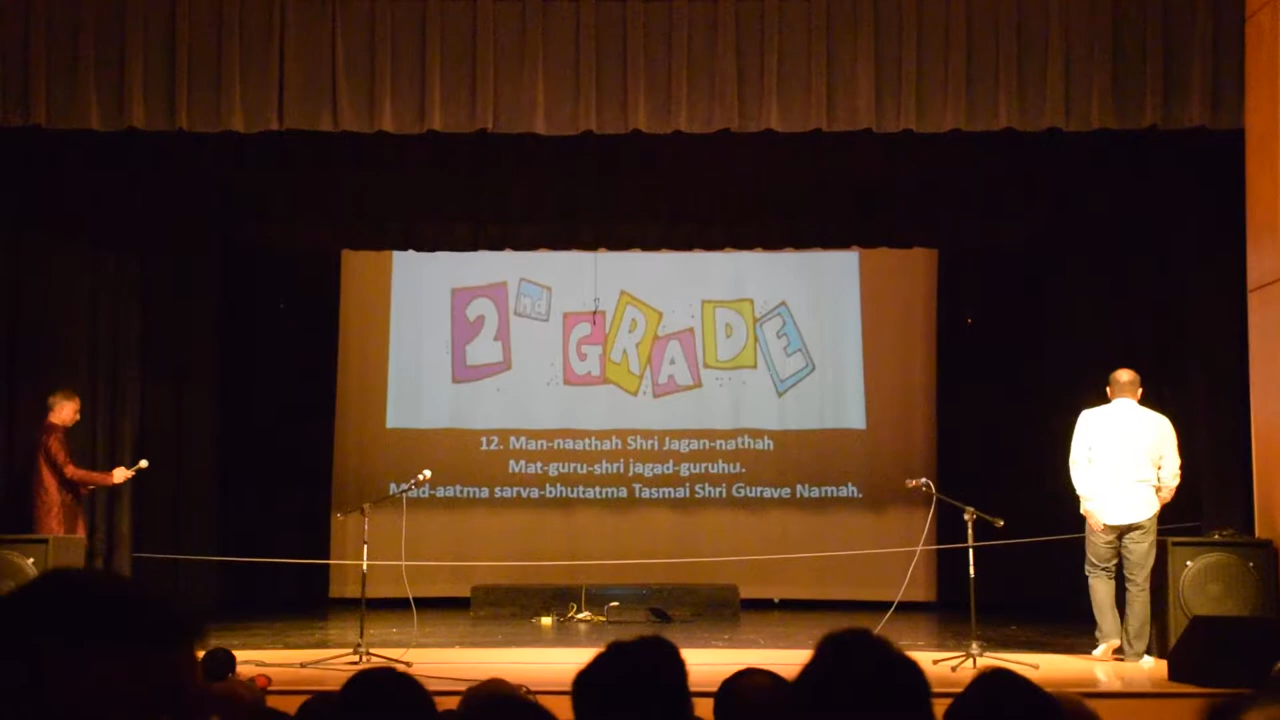 2nd GRADE
12. Man-naathah Shri Jagan-nathah
Mat-guru-shri jagad-guruhu.
Mad-aatma sarva-bhutatma Tasmai Shri Gurave Namah.